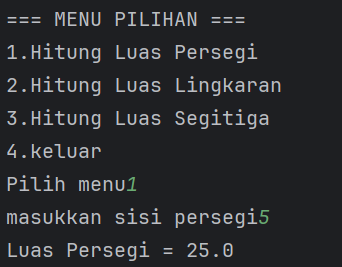 === MENU PILIHAN ===
1.Hitung Luas Persegi
2.Hitung Luas Lingkaran
3.Hitung Luas Segitiga
4.keluar
Pilih menu1
masukkan sisi persegi5
Luas Persegi = 25.0